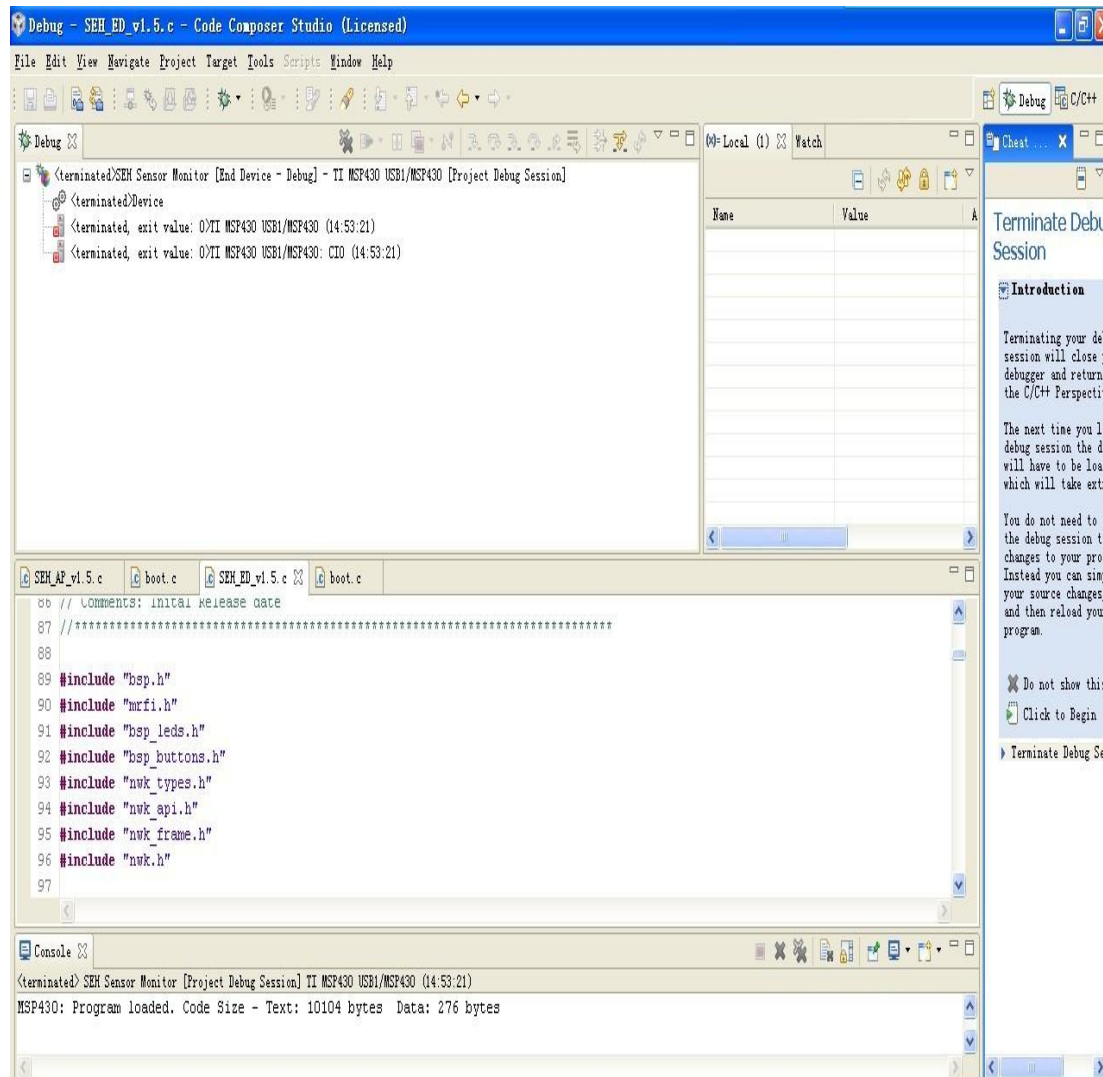 Debug - SEH_ED_v1.5.c - Code Composer Studio (Licensed)
File Edit View Navigate Project Target Tools Scripts Window Help
Debug C/C++
Debug
<terminated>SEH Sensor Monitor [End Device - Debug] - TI MSP430 USB1/MSP430 [Project Debug Session]
<terminated>Device
<terminated, exit value: 0>TI MSP430 USB1/MSP430 (14:53:21)
<terminated, exit value: 0>TI MSP430 USB1/MSP430: CIO (14:53:21)
(x)= Local (1) Watch
Name Value A
Cheat ...
Terminate Debu
Session
Introduction
Terminating your de
session will close
debugger and return
the C/C++ Perspecti
The next time you l
debug session the d
will have to be loa
which will take ext
You do not need to
the debug session t
changes to your pro
Instead you can sim
your source changes
and then reload you
program.
Do not show this
Click to Begin
Terminate Debug Se
SEH_AP_v1.5.c boot.c SEH_ED_v1.5.c boot.c
86 // Comments: Inital Release date
87 //******************************************************************************
88
89 #include "bsp.h"
90 #include "mrfi.h"
91 #include "bsp_leds.h"
92 #include "bsp_buttons.h"
93 #include "nwk_types.h"
94 #include "nwk_api.h"
95 #include "nwk_frame.h"
96 #include "nwk.h"
97
Console
<terminated> SEH Sensor Monitor [Project Debug Session] TI MSP430 USB1/MSP430 (14:53:21)
MSP430: Program loaded. Code Size - Text: 10104 bytes Data: 276 bytes